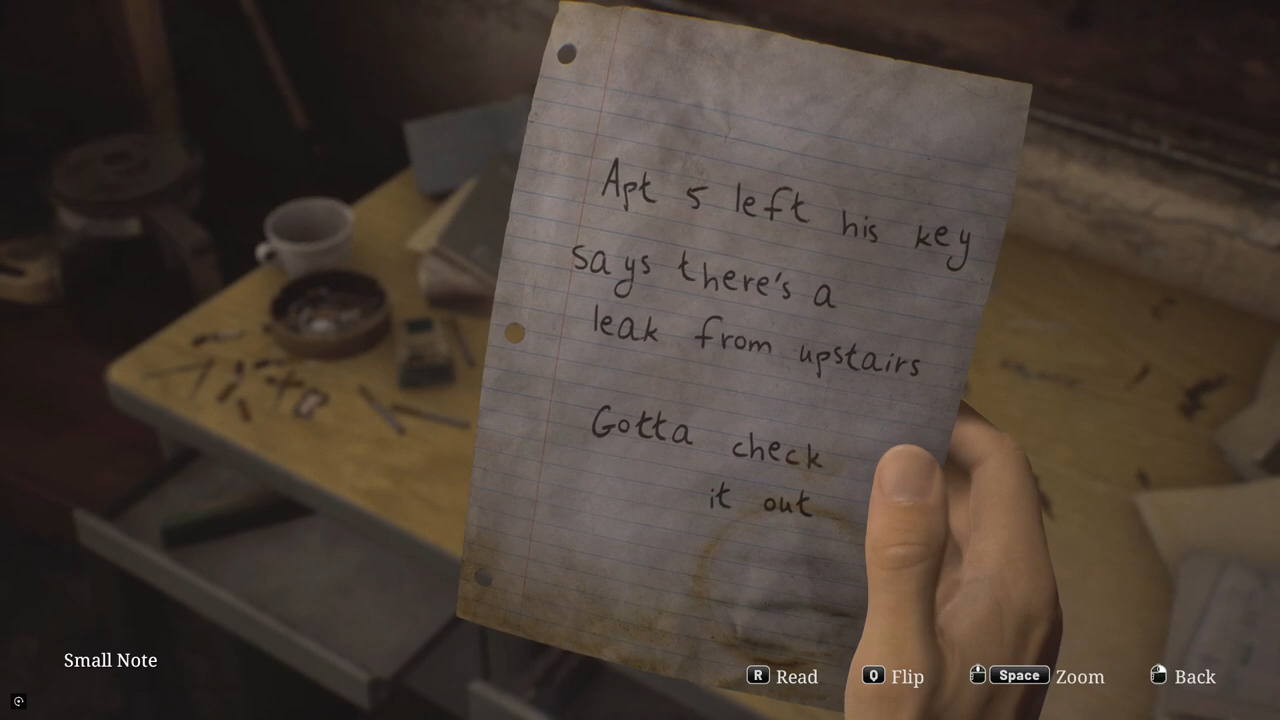 Apt 5 left his key
says there's a
leak from upstairs
Gotta check
it out
Small Note
R Read
Q Flip
Space Zoom
Back